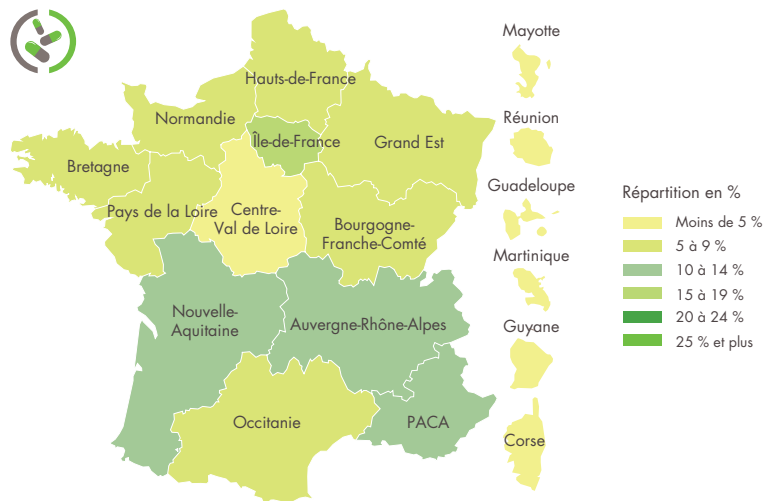 Mayotte
Hauts-de-France
Normandie
Réunion
Île-de-France
Grand Est
Bretagne
Guadeloupe
Répartition en %
Pays de la Loire
Centre-
Val de Loire
Bourgogne-
Franche-Comté
Moins de 5 %
5 à 9 %
Martinique
10 à 14 %
15 à 19 %
Nouvelle-
Aquitaine
Auvergne-Rhône-Alpes
20 à 24 %
Guyane
25 % et plus
Occitanie
PACA
Corse